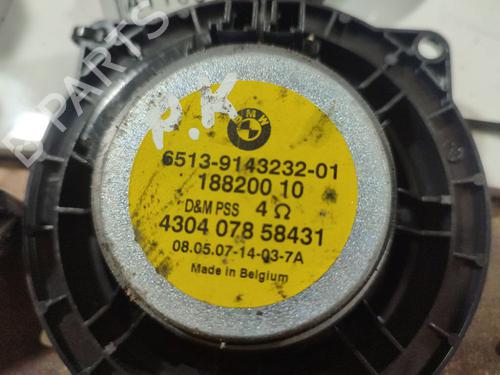 B-PARTS
P.K
BMW
6513-9143232-01
188200 10
D&M PSS 4 Ω
4304 078 58431
08.05.07-14-03-7A
Made in Belgium